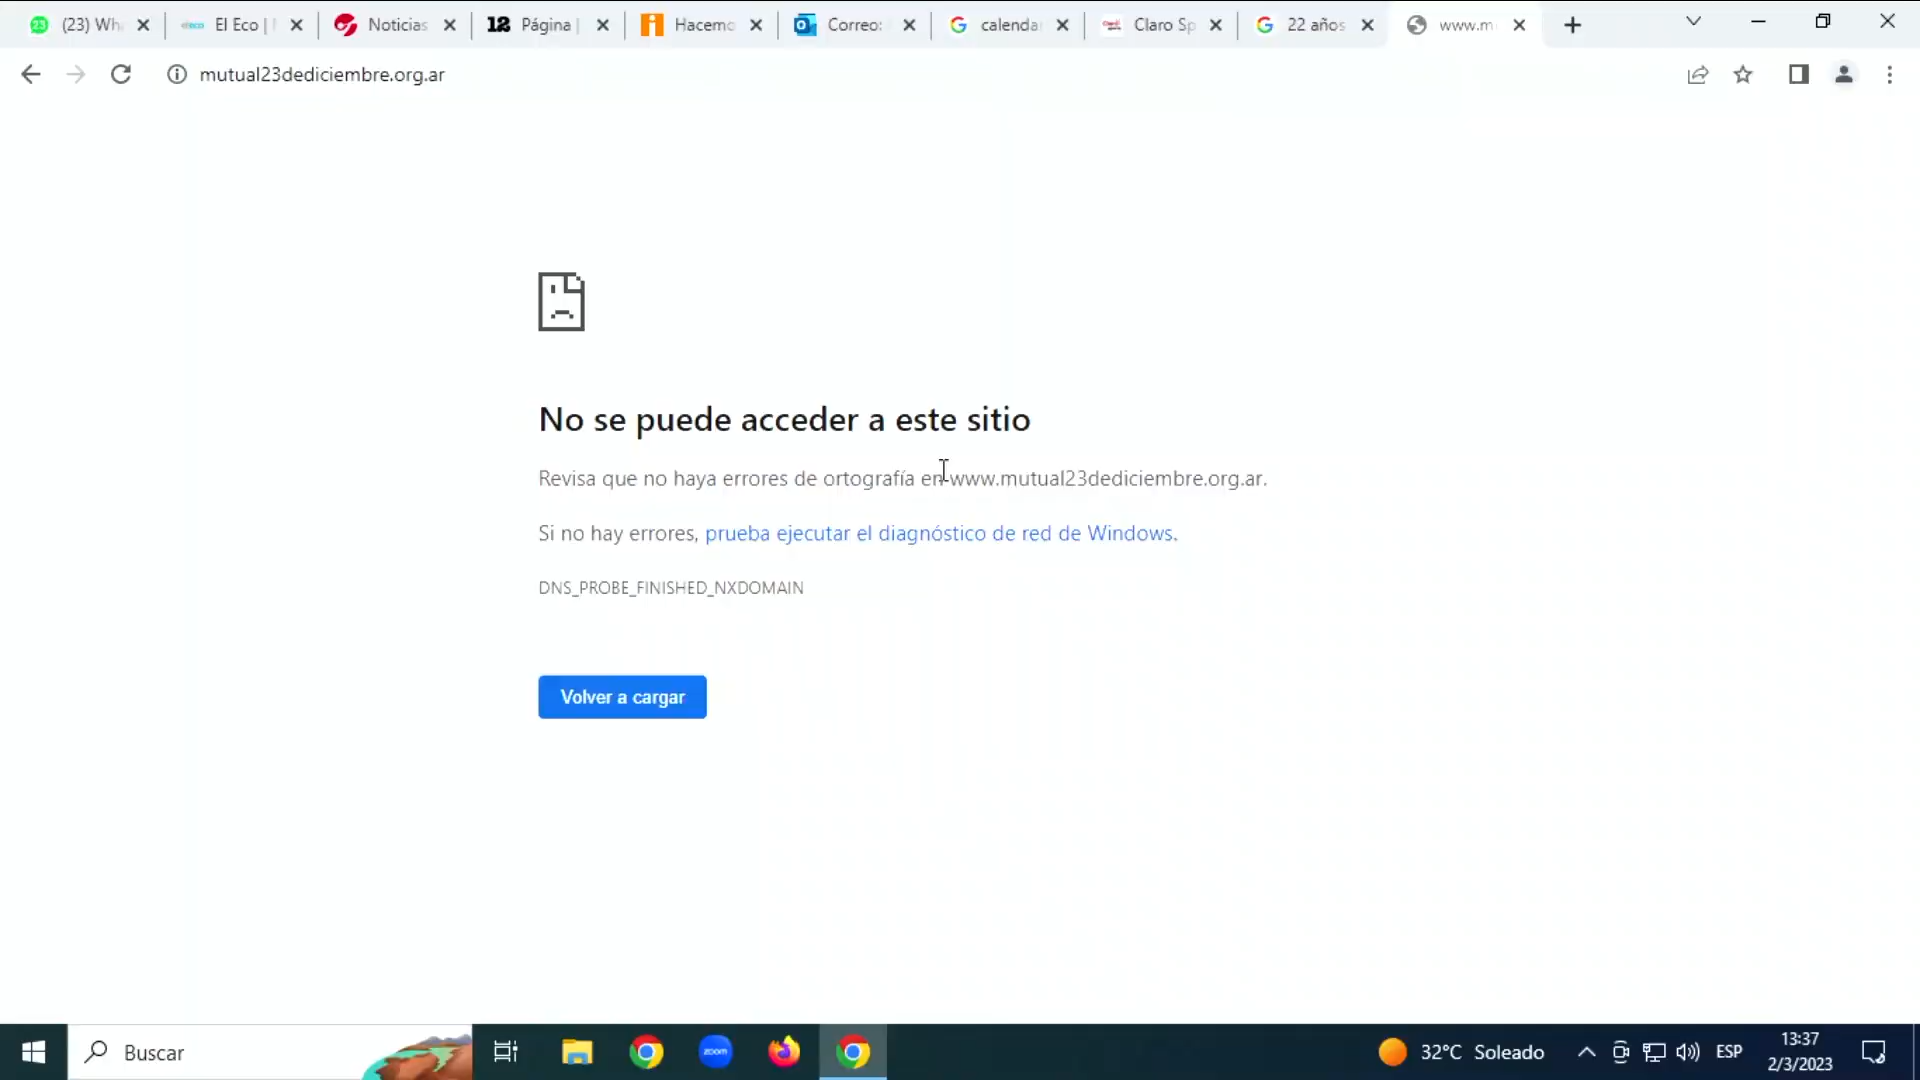 (23) Wh
El Eco |
Noticias
12 Página |
Hacemo
Correo:
calenda
Claro Sp
22 años
www.m
mutual23dediciembre.org.ar
No se puede acceder a este sitio
Revisa que no haya errores de ortografía en www.mutual23dediciembre.org.ar.
Si no hay errores, prueba ejecutar el diagnóstico de red de Windows.
DNS_PROBE_FINISHED_NXDOMAIN
Volver a cargar
Buscar
zoom
32°C Soleado
ESP
13:37
2/3/2023